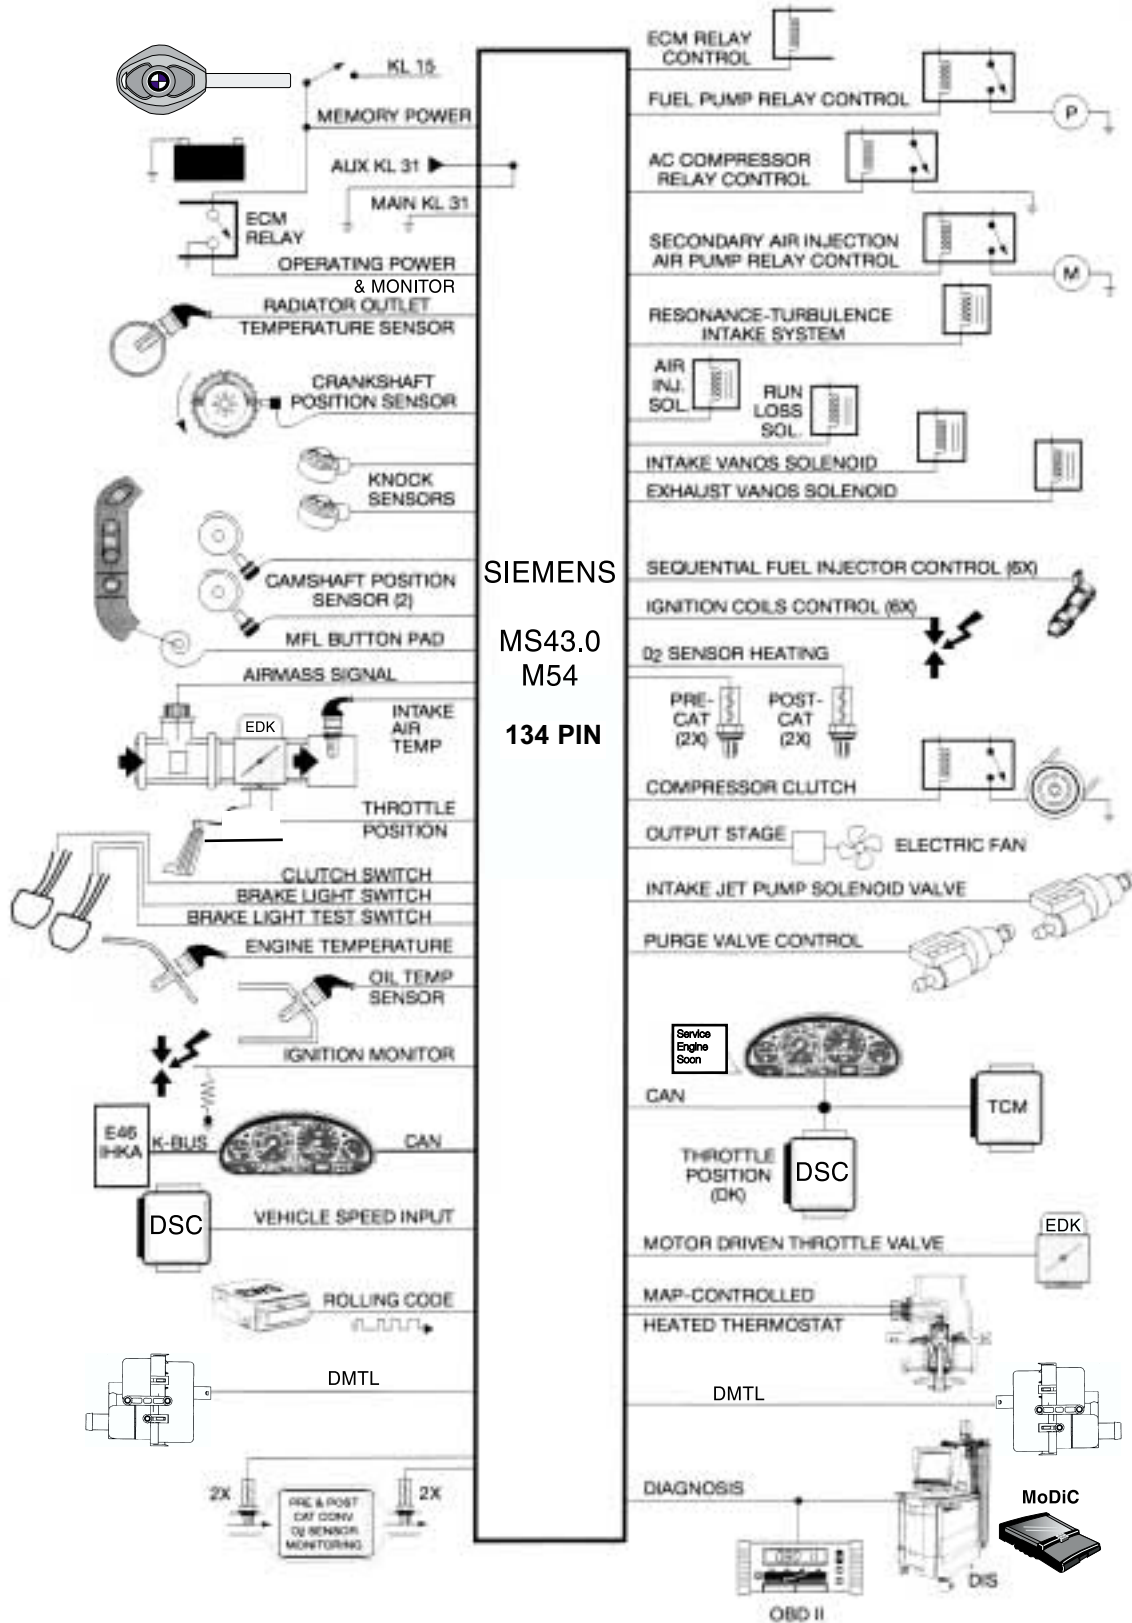 KL 15
MEMORY POWER
AUX KL 31
MAIN KL 31
ECM
RELAY
OPERATING POWER
& MONITOR
RADIATOR OUTLET
TEMPERATURE SENSOR
CRANKSHAFT
POSITION SENSOR
KNOCK
SENSORS
CAMSHAFT POSITION
SENSOR (2)
MFL BUTTON PAD
AIRMASS SIGNAL
EDK
INTAKE
AIR
TEMP
THROTTLE
POSITION
CLUTCH SWITCH
BRAKE LIGHT SWITCH
BRAKE LIGHT TEST SWITCH
ENGINE TEMPERATURE
OIL TEMP
SENSOR
IGNITION MONITOR
E46
IHKA
K-BUS
CAN
DSC
VEHICLE SPEED INPUT
ROLLING CODE
DMTL
2X
PRE & POST
CAT CONV
O2 SENSOR
MONITORING
2X
SIEMENS
MS43.0
M54
134 PIN
ECM RELAY
CONTROL
FUEL PUMP RELAY CONTROL
P
AC COMPRESSOR
RELAY CONTROL
SECONDARY AIR INJECTION
AIR PUMP RELAY CONTROL
M
RESONANCE-TURBULENCE
INTAKE SYSTEM
AIR
INJ.
SOL.
RUN
LOSS
SOL.
INTAKE VANOS SOLENOID
EXHAUST VANOS SOLENOID
SEQUENTIAL FUEL INJECTOR CONTROL (6X)
IGNITION COILS CONTROL (6X)
O2 SENSOR HEATING
PRE-
CAT
(2X)
POST-
CAT
(2X)
COMPRESSOR CLUTCH
OUTPUT STAGE
ELECTRIC FAN
INTAKE JET PUMP SOLENOID VALVE
PURGE VALVE CONTROL
Service
Engine
Soon
CAN
TCM
THROTTLE
POSITION
(DK)
DSC
MOTOR DRIVEN THROTTLE VALVE
EDK
MAP-CONTROLLED
HEATED THERMOSTAT
DMTL
DIAGNOSIS
MoDiC
DIS
OBD II
OBD II